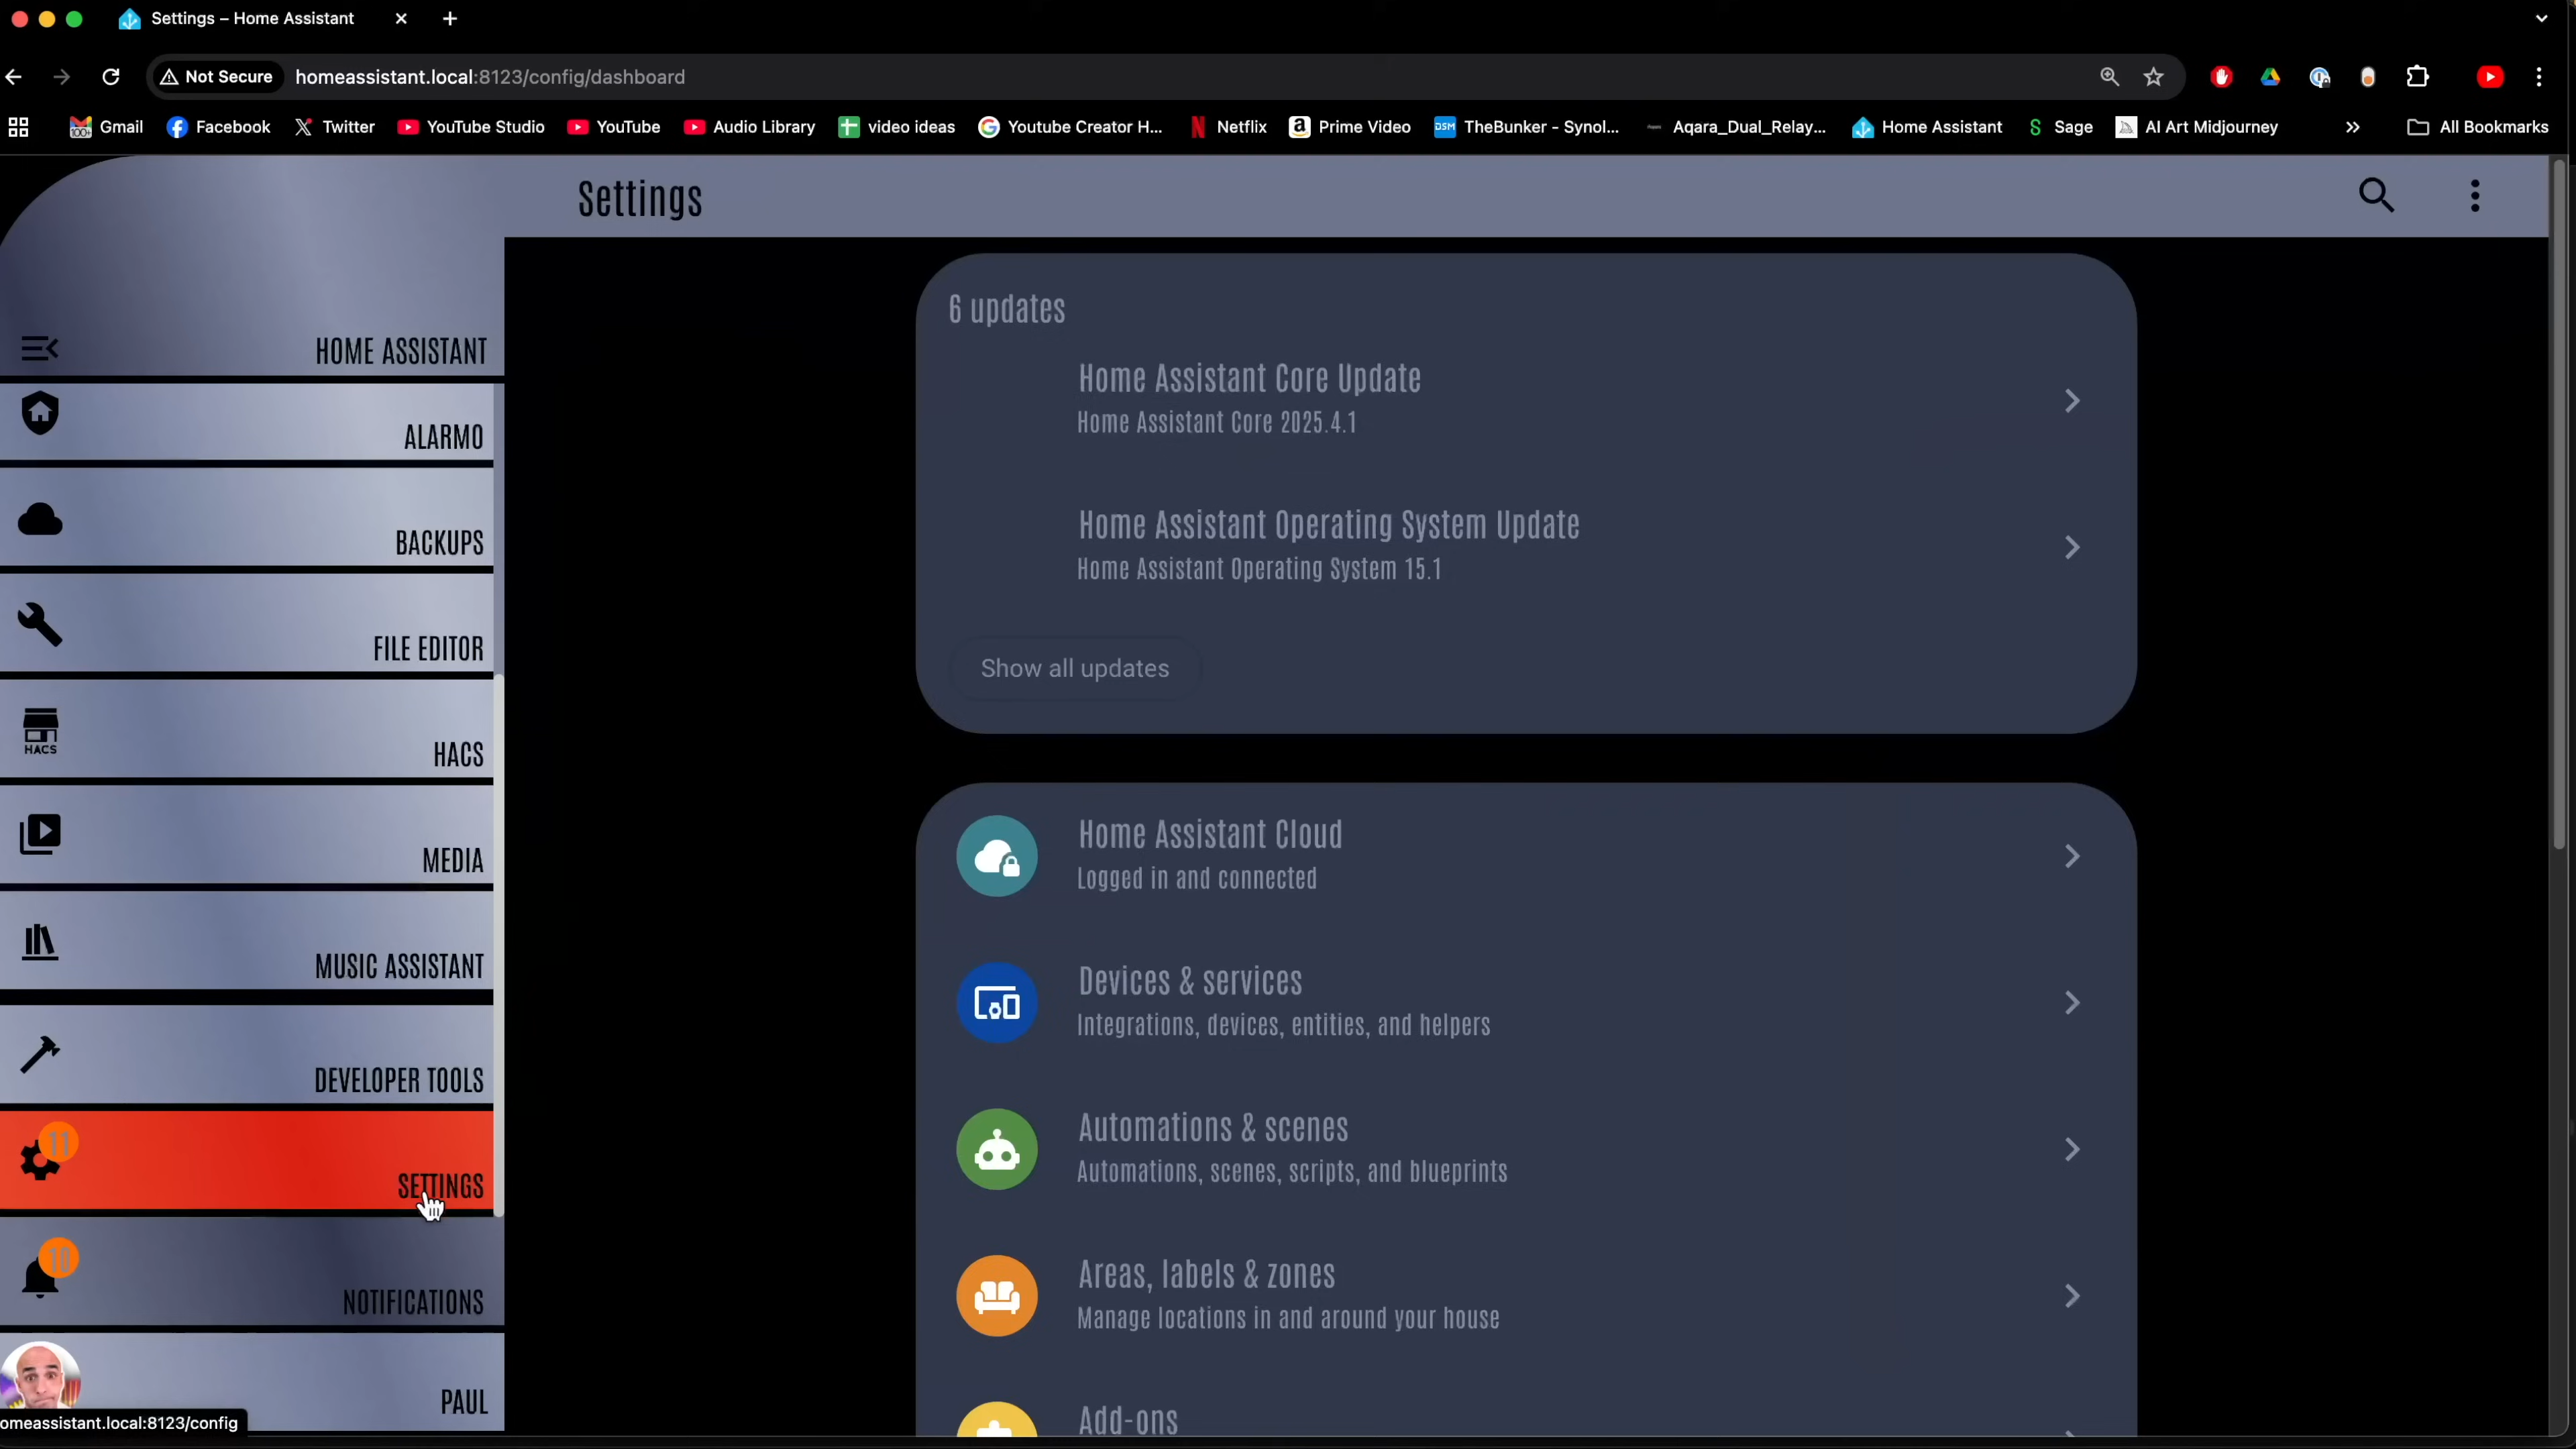 Settings – Home Assistant
Not Secure
homeassistant.local:8123/config/dashboard
100+
Gmail
Facebook
Twitter
YouTube Studio
YouTube
Audio Library
video ideas
Youtube Creator H...
Netflix
Prime Video
DSM
TheBunker - Synol...
Aqara_Dual_Relay...
Home Assistant
Sage
AI Art Midjourney
All Bookmarks
HOME ASSISTANT
ALARMO
BACKUPS
FILE EDITOR
HACS
HACS
MEDIA
MUSIC ASSISTANT
DEVELOPER TOOLS
11
SETTINGS
10
NOTIFICATIONS
PAUL
omeassistant.local:8123/config
Settings
6 updates
Home Assistant Core Update
Home Assistant Core 2025.4.1
Home Assistant Operating System Update
Home Assistant Operating System 15.1
Show all updates
Home Assistant Cloud
Logged in and connected
Devices & services
Integrations, devices, entities, and helpers
Automations & scenes
Automations, scenes, scripts, and blueprints
Areas, labels & zones
Manage locations in and around your house
Add-ons